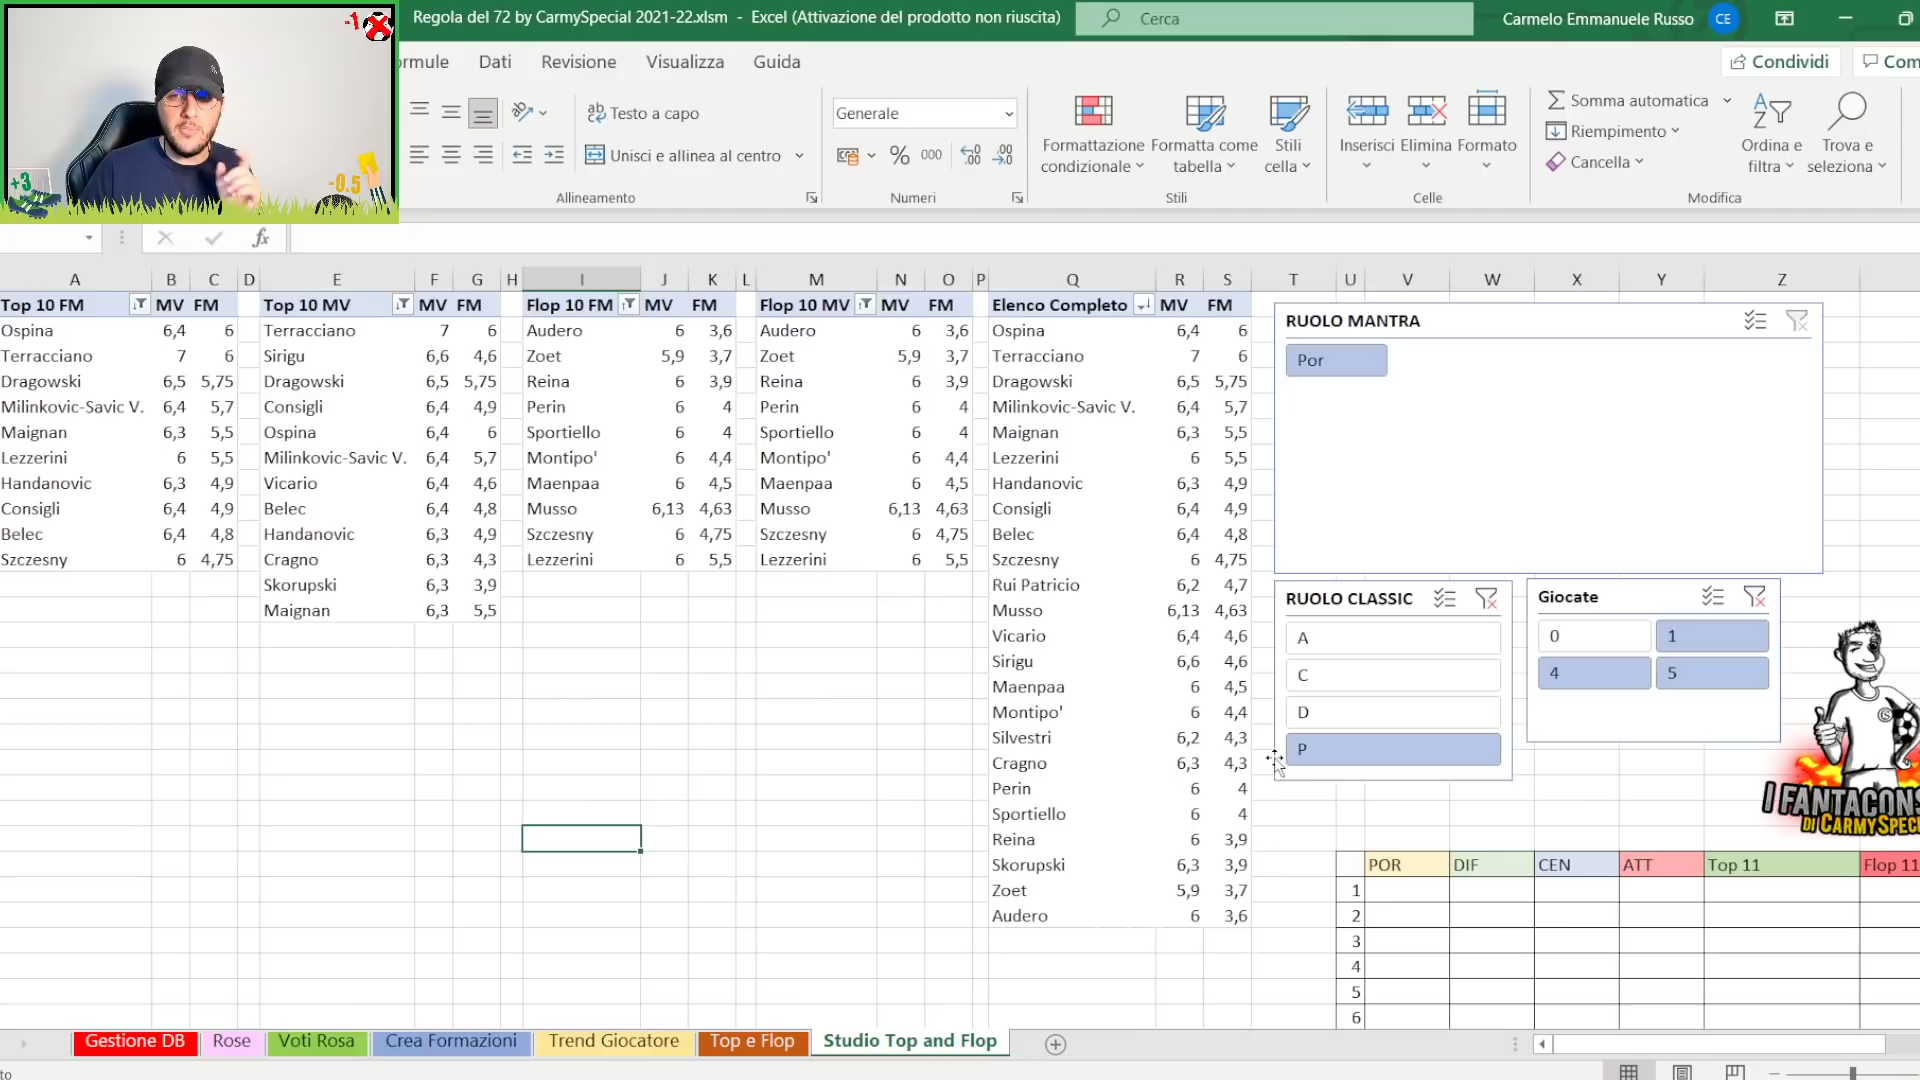 -1
+3
-0.5
Regola del 72 by CarmySpecial 2021-22.xlsm - Excel (Attivazione del prodotto non riuscita)
Cerca
Carmelo Emmanuele Russo CE
ormule Dati Revisione Visualizza Guida
Condividi
Com
ab Testo a capo
Unisci e allinea al centro
Allineamento
Generale
% 000
Numeri
Formattazione condizionale
Formatta come tabella
Stili cella
Stili
Inserisci Elimina Formato
Celle
Somma automatica
Riempimento
Cancella
Ordina e filtra
Trova e seleziona
Modifica
fx
A B C D E F G H I J K L M N O P Q R S T U V W X Y Z
Top 10 FM MV FM
Ospina 6,4 6
Terracciano 7 6
Dragowski 6,5 5,75
Milinkovic-Savic V. 6,4 5,7
Maignan 6,3 5,5
Lezzerini 6 5,5
Handanovic 6,3 4,9
Consigli 6,4 4,9
Belec 6,4 4,8
Szczesny 6 4,75
Top 10 MV MV FM
Terracciano 7 6
Sirigu 6,6 4,6
Dragowski 6,5 5,75
Consigli 6,4 4,9
Ospina 6,4 6
Milinkovic-Savic V. 6,4 5,7
Vicario 6,4 4,6
Belec 6,4 4,8
Handanovic 6,3 4,9
Cragno 6,3 4,3
Skorupski 6,3 3,9
Maignan 6,3 5,5
Flop 10 FM MV FM
Audero 6 3,6
Zoet 5,9 3,7
Reina 6 3,9
Perin 6 4
Sportiello 6 4
Montipo' 6 4,4
Maenpaa 6 4,5
Musso 6,13 4,63
Szczesny 6 4,75
Lezzerini 6 5,5
Flop 10 MV MV FM
Audero 6 3,6
Zoet 5,9 3,7
Reina 6 3,9
Perin 6 4
Sportiello 6 4
Montipo' 6 4,4
Maenpaa 6 4,5
Musso 6,13 4,63
Szczesny 6 4,75
Lezzerini 6 5,5
Elenco Completo MV FM
Ospina 6,4 6
Terracciano 7 6
Dragowski 6,5 5,75
Milinkovic-Savic V. 6,4 5,7
Maignan 6,3 5,5
Lezzerini 6 5,5
Handanovic 6,3 4,9
Consigli 6,4 4,9
Belec 6,4 4,8
Szczesny 6 4,75
Rui Patricio 6,2 4,7
Musso 6,13 4,63
Vicario 6,4 4,6
Sirigu 6,6 4,6
Maenpaa 6 4,5
Montipo' 6 4,4
Silvestri 6,2 4,3
Cragno 6,3 4,3
Perin 6 4
Sportiello 6 4
Reina 6 3,9
Skorupski 6,3 3,9
Zoet 5,9 3,7
Audero 6 3,6
RUOLO MANTRA
Por
RUOLO CLASSIC
A
C
D
P
Giocate
0 1
4 5
I FANTACONS
DI CARMYSPECI
POR DIF CEN ATT Top 11 Flop 11
1
2
3
4
5
6
Gestione DB Rose Voti Rosa Crea Formazioni Trend Giocatore Top e Flop Studio Top and Flop
to